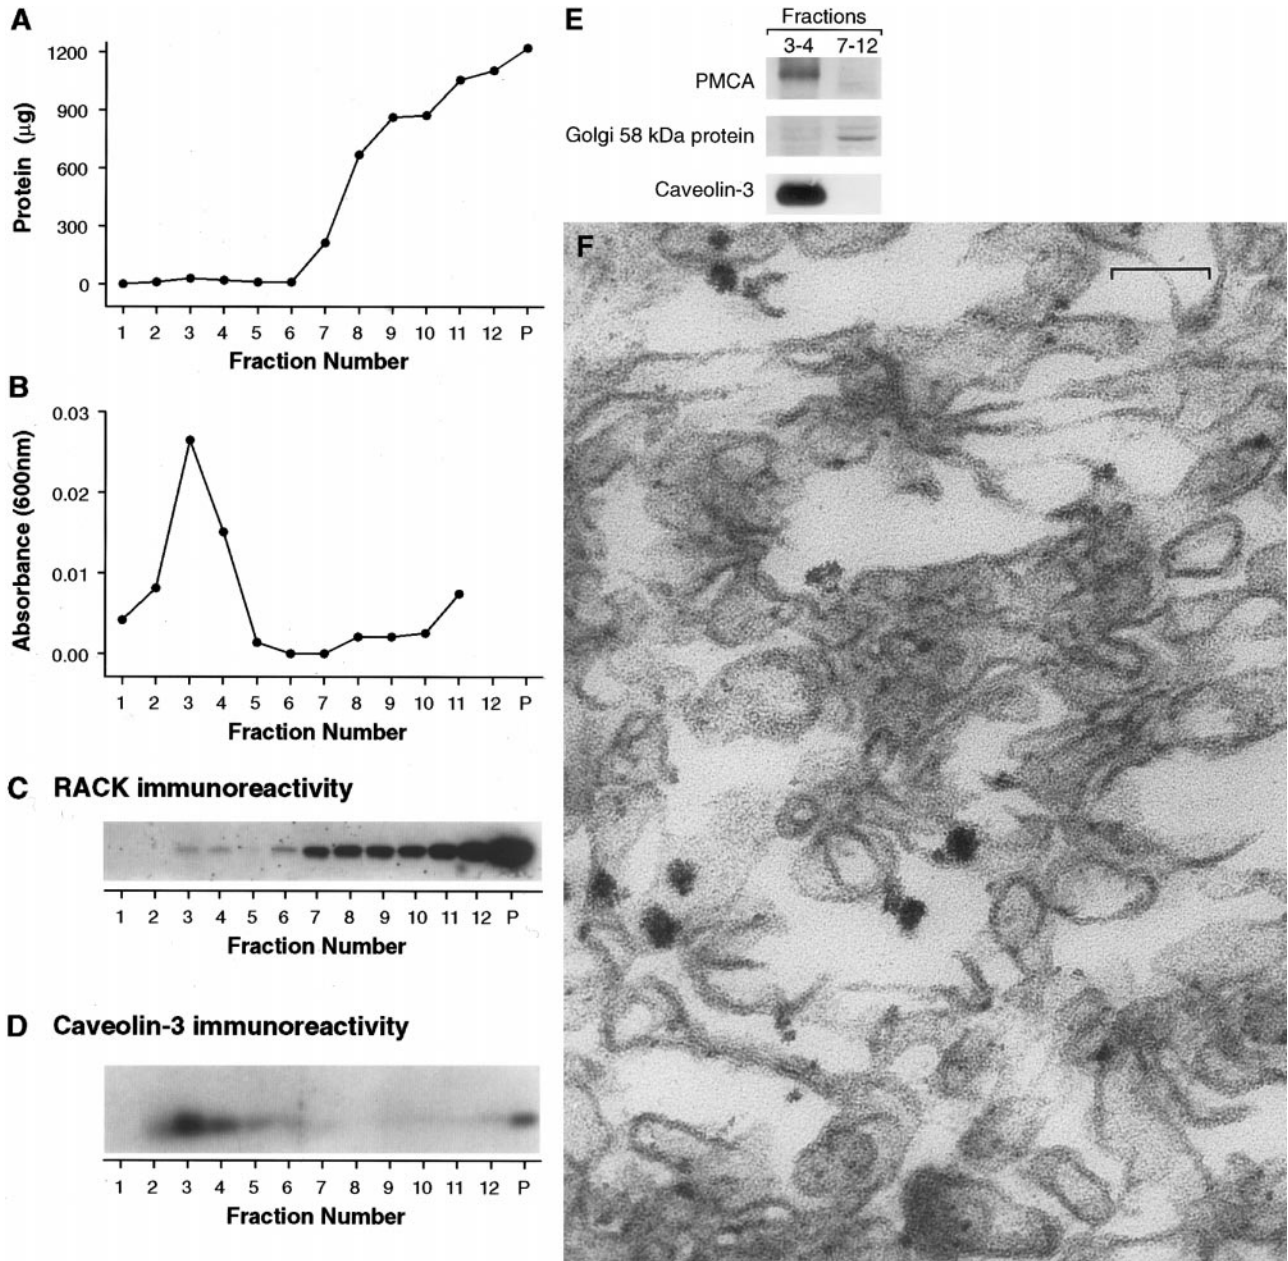 A
1200
900
600
300
0
Protein (μg)
1 2 3 4 5 6 7 8 9 10 11 12 P
Fraction Number
B
0.03
0.02
0.01
0.00
Absorbance (600nm)
1 2 3 4 5 6 7 8 9 10 11 12 P
Fraction Number
C RACK immunoreactivity
1 2 3 4 5 6 7 8 9 10 11 12 P
Fraction Number
D Caveolin-3 immunoreactivity
1 2 3 4 5 6 7 8 9 10 11 12 P
Fraction Number
E
Fractions
3-4 7-12
PMCA
Golgi 58 kDa protein
Caveolin-3
F